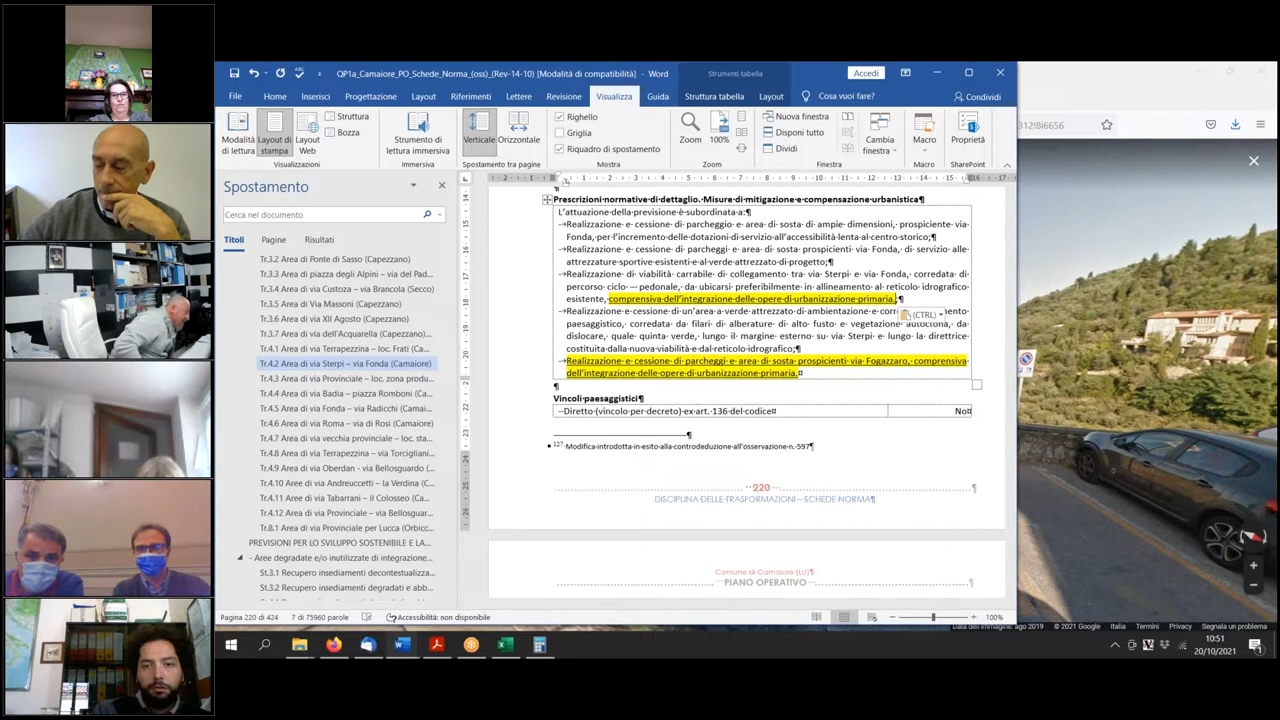 QP1a_Camaiore_PO_Schede_Norma_(oss)_(Rev-14-10) [Modalità di compatibilità] - Word
Strumenti tabella
Accedi
File Home Inserisci Progettazione Layout Riferimenti Lettere Revisione Visualizza Guida Struttura tabella Layout Cosa vuoi fare? Condividi
Modalità di lettura
Layout di stampa
Layout Web
Struttura
Bozza
Visualizzazioni
Strumento di lettura immersiva
Immersiva
Verticale Orizzontale
Spostamento tra pagine
Righello
Griglia
Riquadro di spostamento
Mostra
Zoom
100%
Zoom
Nuova finestra
Disponi tutto
Dividi
Cambia finestra
Finestra
Macro
Macro
Proprietà
SharePoint
312!8i6656
Spostamento
Cerca nel documento
Titoli Pagine Risultati
Tr.3.2 Area di Ponte di Sasso (Capezzano)
Tr.3.3 Area di piazza degli Alpini – via del Pad...
Tr.3.4 Area di via Custoza – via Brancola (Secco)
Tr.3.5 Area di Via Massoni (Capezzano)
Tr.3.6 Area di via XII Agosto (Capezzano)
Tr.3.7 Area di via dell'Acquarella (Capezzano)
Tr.4.1 Area di via Terrapezzina – loc. Frati (Ca...
Tr.4.2 Area di via Sterpi – via Fonda (Camaiore)
Tr.4.3 Area di via Provinciale – loc. zona produ...
Tr.4.4 Area di via Badia – piazza Romboni (Ca...
Tr.4.5 Area di via Fonda – via Radicchi (Camai...
Tr.4.6 Area di via Roma – via di Rosi (Camaiore)
Tr.4.7 Area di via vecchia provinciale – loc. sta...
Tr.4.8 Area di via Terrapezzina – via Torcigliano...
Tr.4.9 Area di via Oberdan - via Bellosguardo (...
Tr.4.10 Aree di via Andreuccetti – la Verdina (C...
Tr.4.11 Aree di via Tabarrani – il Colosseo (Cam...
Tr.4.12 Area di via Provinciale – via Bellosguar...
Tr.8.1 Area di via Provinciale per Lucca (Orbicc...
PREVISIONI PER LO SVILUPPO SOSTENIBILE E LA...
- Aree degradate e/o inutilizzate di integrazione...
St.3.1 Recupero insediamenti decontestualizza...
St.3.2 Recupero insediamenti degradati e abb...
Prescrizioni normative di dettaglio. Misure di mitigazione e compensazione urbanistica¶
L'attuazione della previsione è subordinata a:¶
Realizzazione e cessione di parcheggio e area di sosta di ampie dimensioni, prospiciente via
Fonda, per l'incremento delle dotazioni di servizio all'accessibilità lenta al centro storico;¶
Realizzazione e cessione di parcheggi e area di sosta prospicienti via Fonda, di servizio alle
attrezzature sportive esistenti e al verde attrezzato di progetto;¶
Realizzazione di viabilità carrabile di collegamento tra via Sterpi e via Fonda, corredata di
percorso ciclo – pedonale, da ubicarsi preferibilmente in allineamento al reticolo idrografico
esistente, comprensiva dell'integrazione delle opere di urbanizzazione primaria.;¶
(CTRL)
Realizzazione e cessione di un'area a verde attrezzato di ambientazione e
paesaggistico, corredata da filari di alberature di alto fusto e vegetazione autoctona, da
dislocare, quale quinta verde, lungo il margine esterno su via Sterpi e lungo la direttrice
costituita dalla nuova viabilità e dal reticolo idrografico;¶
Realizzazione e cessione di parcheggi e area di sosta prospicienti via Fogazzaro, comprensiva
dell'integrazione delle opere di urbanizzazione primaria.¤
¶
Vincoli paesaggistici¶
- Diretto (vincolo per decreto) ex art. 136 del codice¤ No¤
127 Modifica introdotta in esito alla controdeduzione all'osservazione n. 597¶
220
DISCIPLINA DELLE TRASFORMAZIONI – SCHEDE NORMA¶
Comune di Camaiore (LU)¶
PIANO OPERATIVO
Pagina 220 di 424 7 di 75960 parole Accessibilità: non disponibile 100%
Data dell'immagine: ago 2019 © 2021 Google Italia Termini Privacy Segnala un problema
10:51
20/10/2021